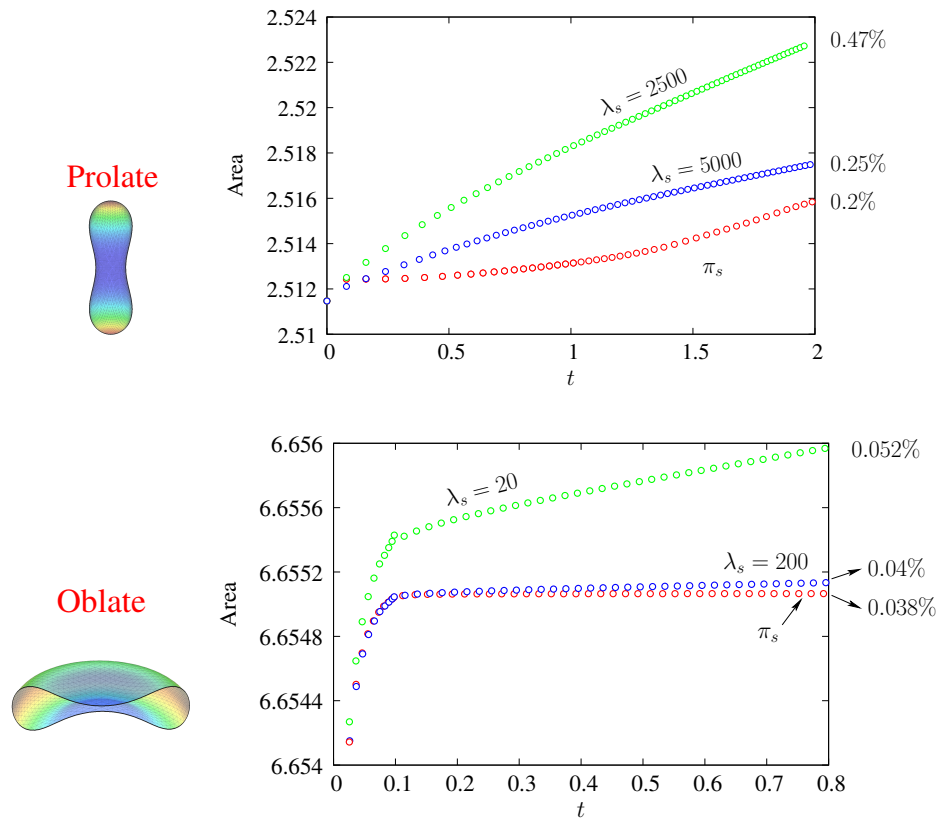 Prolate
Area
2.524
2.522
2.52
2.518
2.516
2.514
2.512
2.51
0
0.5
1
1.5
2
t
λs = 2500
λs = 5000
πs
0.47%
0.25%
0.2%
Oblate
Area
6.656
6.6556
6.6552
6.6548
6.6544
6.654
0
0.1
0.2
0.3
0.4
0.5
0.6
0.7
0.8
t
λs = 20
λs = 200
πs
0.052%
0.04%
0.038%